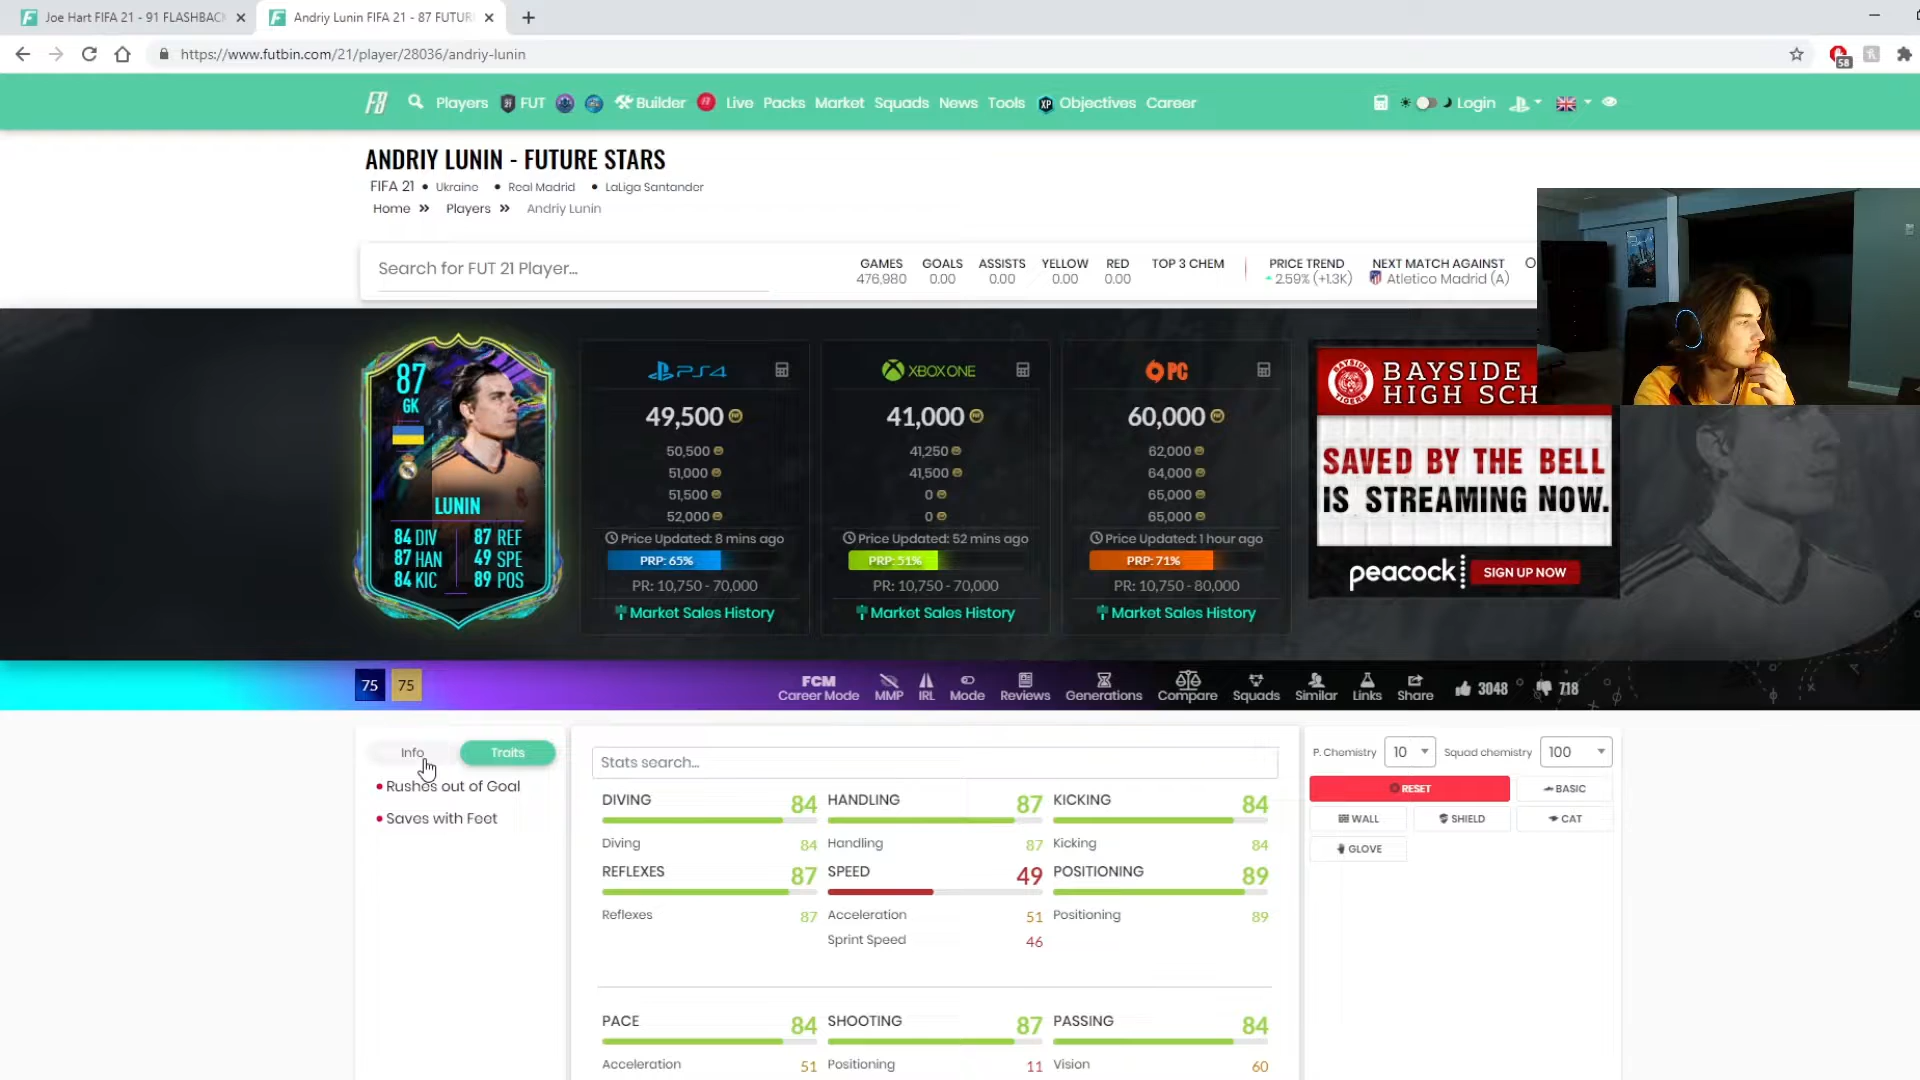 Joe Hart FIFA 21 - 91 FLASHBACK
Andriy Lunin FIFA 21 - 87 FUTUR
https://www.futbin.com/21/player/28036/andriy-lunin
58
Players FUT Builder Live Packs Market Squads News Tools XP Objectives Career Login
ANDRIY LUNIN - FUTURE STARS
FIFA 21 • Ukraine • Real Madrid • LaLiga Santander
Home » Players » Andriy Lunin
Search for FUT 21 Player...
GAMES GOALS ASSISTS YELLOW RED TOP 3 CHEM PRICE TREND NEXT MATCH AGAINST O
476,980 0.00 0.00 0.00 0.00 2.59% (+1.3K) Atletico Madrid (A)
87
GK
LUNIN
84 DIV 87 REF
87 HAN 49 SPE
84 KIC 89 POS
PS4
49,500
50,500
51,000
51,500
52,000
Price Updated: 8 mins ago
PRP: 65%
PR: 10,750 - 70,000
Market Sales History
XBOX ONE
41,000
41,250
41,500
0
0
Price Updated: 52 mins ago
PRP: 51%
PR: 10,750 - 70,000
Market Sales History
PC
60,000
62,000
64,000
65,000
65,000
Price Updated: 1 hour ago
PRP: 71%
PR: 10,750 - 80,000
Market Sales History
BAYSIDE
HIGH SCH
SAVED BY THE BELL
IS STREAMING NOW.
peacock SIGN UP NOW
75 75
FCM
Career Mode MMP IRL Mode Reviews Generations Compare Squads Similar Links Share 3048 718
Info Traits
• Rushes out of Goal
• Saves with Feet
Stats search...
DIVING 84 HANDLING 87 KICKING 84
Diving 84 Handling 87 Kicking 84
REFLEXES 87 SPEED 49 POSITIONING 89
Reflexes 87 Acceleration 51 Positioning 89
Sprint Speed 46
PACE 84 SHOOTING 87 PASSING 84
Acceleration 51 Positioning 11 Vision 60
P. Chemistry 10 Squad chemistry 100
RESET BASIC
WALL SHIELD CAT
GLOVE